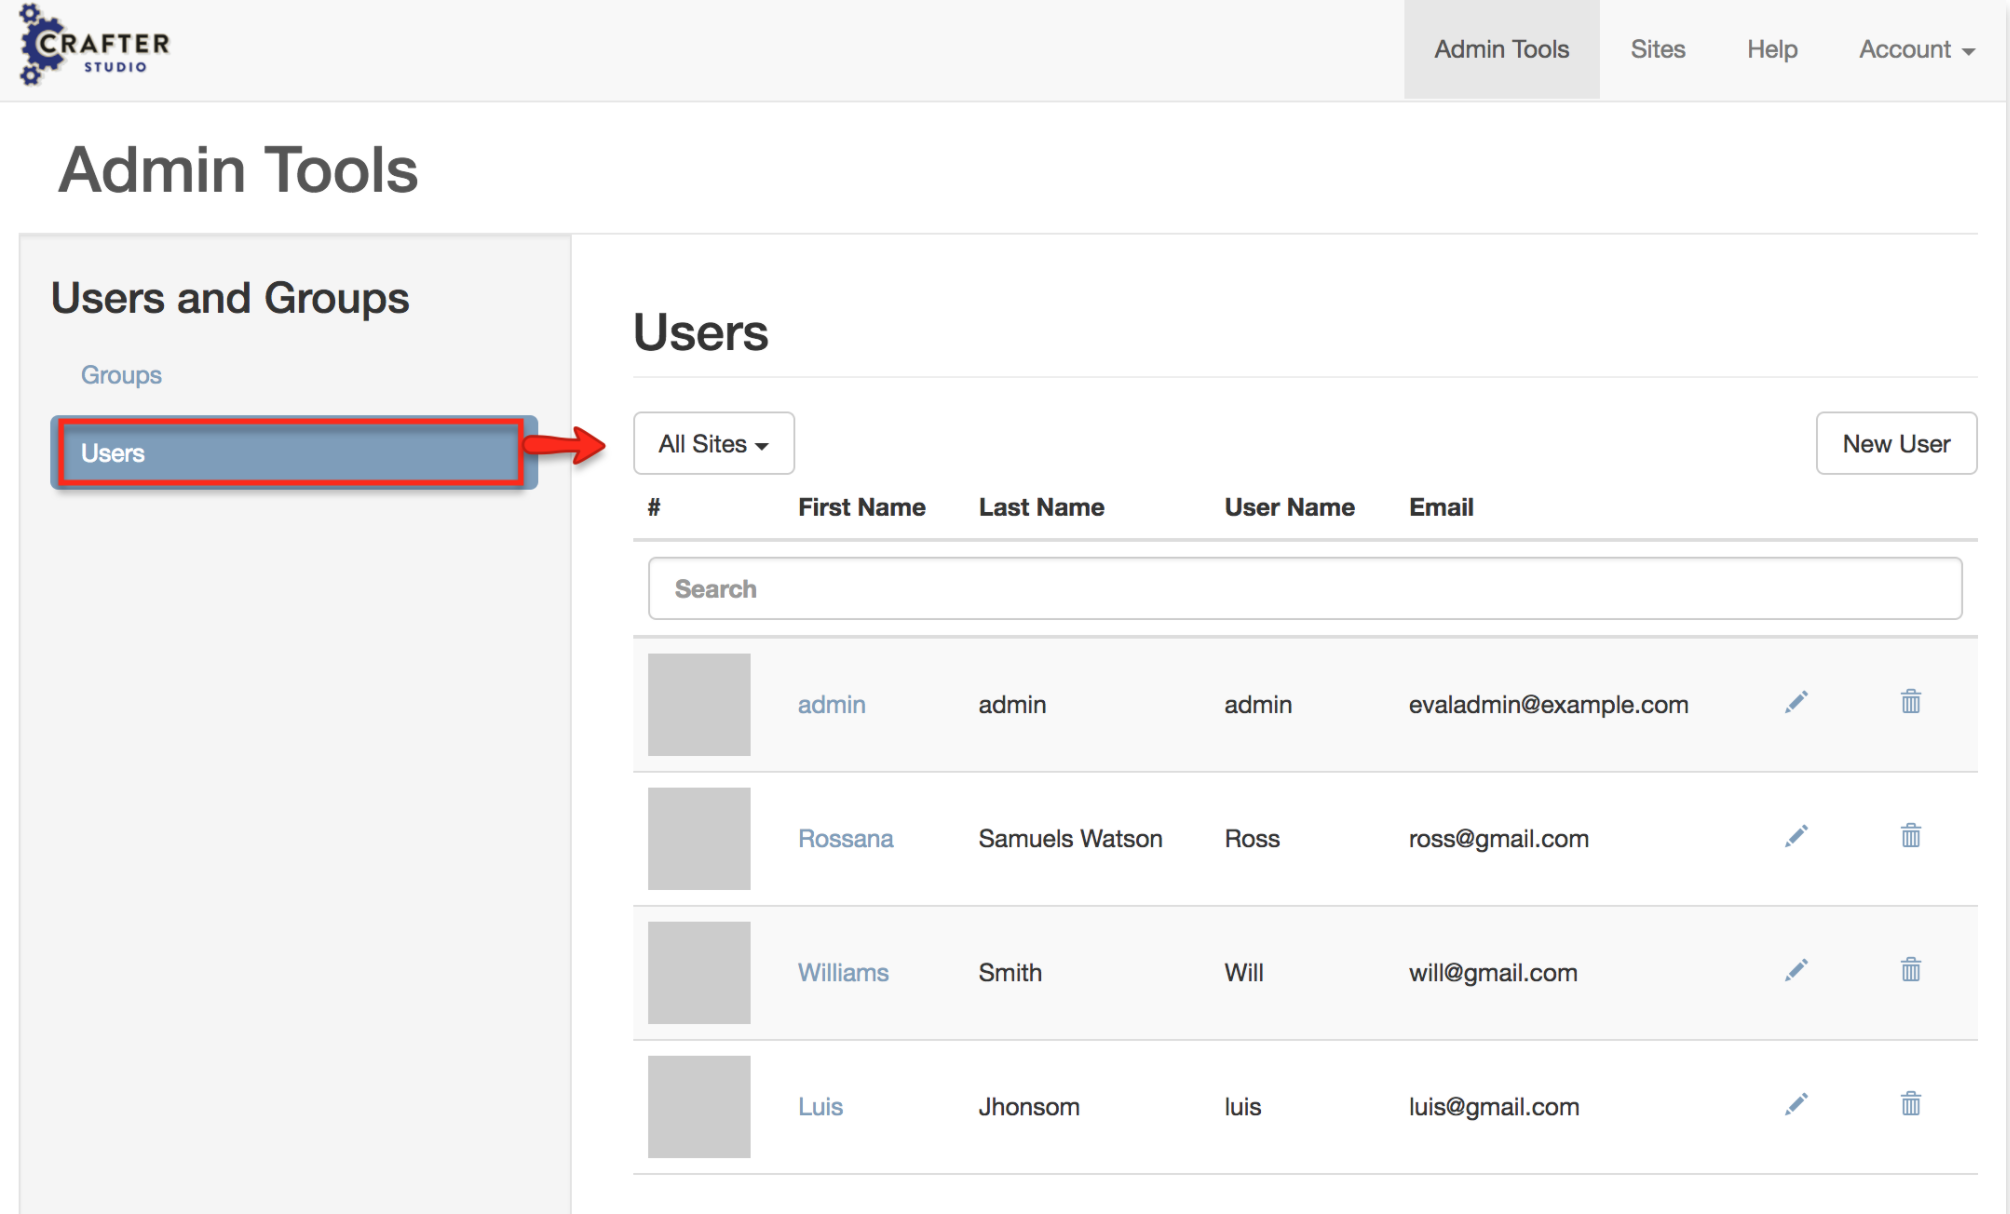 CRAFTER
STUDIO
Admin Tools Sites Help Account
Admin Tools
Users and Groups
Groups
Users
Users
All Sites
New User
# First Name Last Name User Name Email
Search
admin admin admin evaladmin@example.com
Rossana Samuels Watson Ross ross@gmail.com
Williams Smith Will will@gmail.com
Luis Jhonsom luis luis@gmail.com